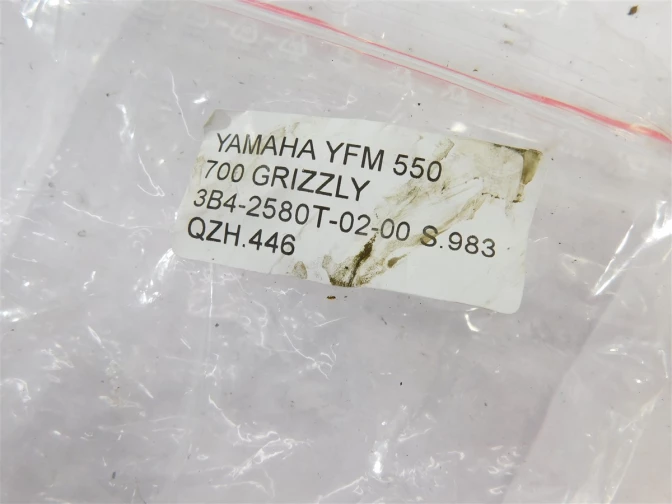 YAMAHA YFM 550
700 GRIZZLY
3B4-2580T-02-00 S.983
QZH.446